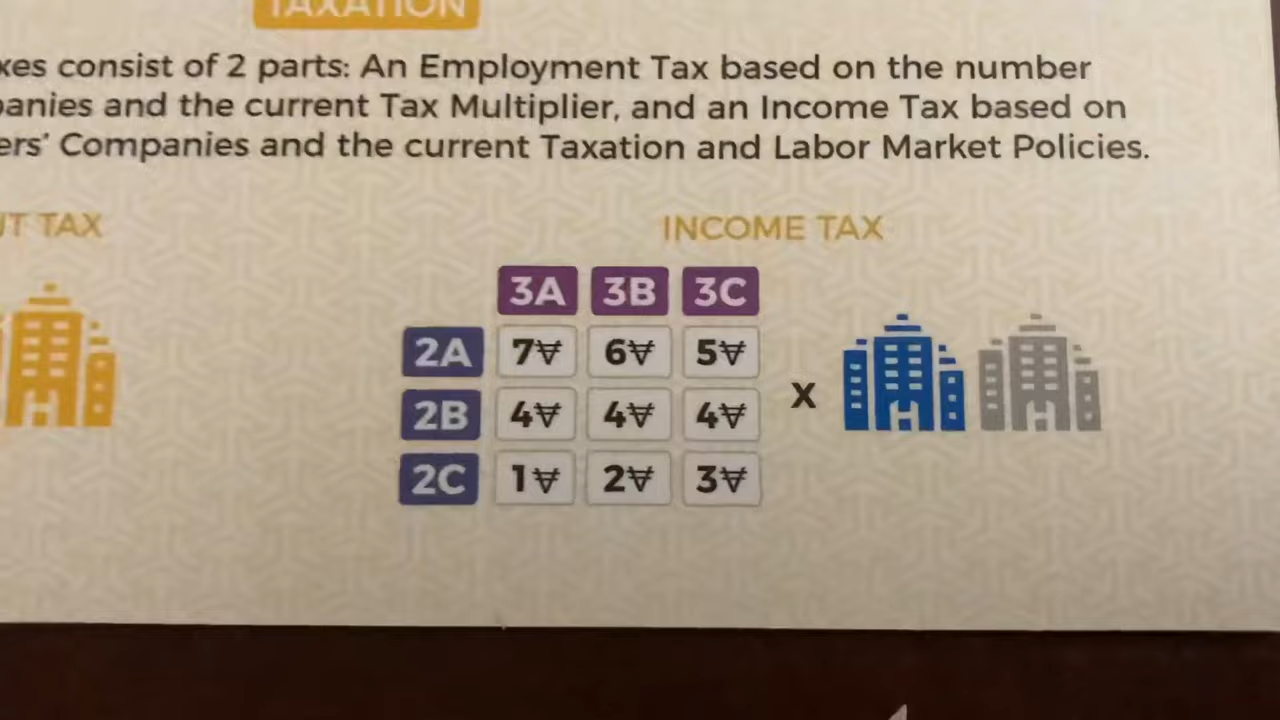 TAXATION
xes consist of 2 parts: An Employment Tax based on the number
panies and the current Tax Multiplier, and an Income Tax based on
ers' Companies and the current Taxation and Labor Market Policies.
NT TAX
INCOME TAX
3A 3B 3C
2A 7₩ 6₩ 5₩
2B 4₩ 4₩ 4₩
X
2C 1₩ 2₩ 3₩